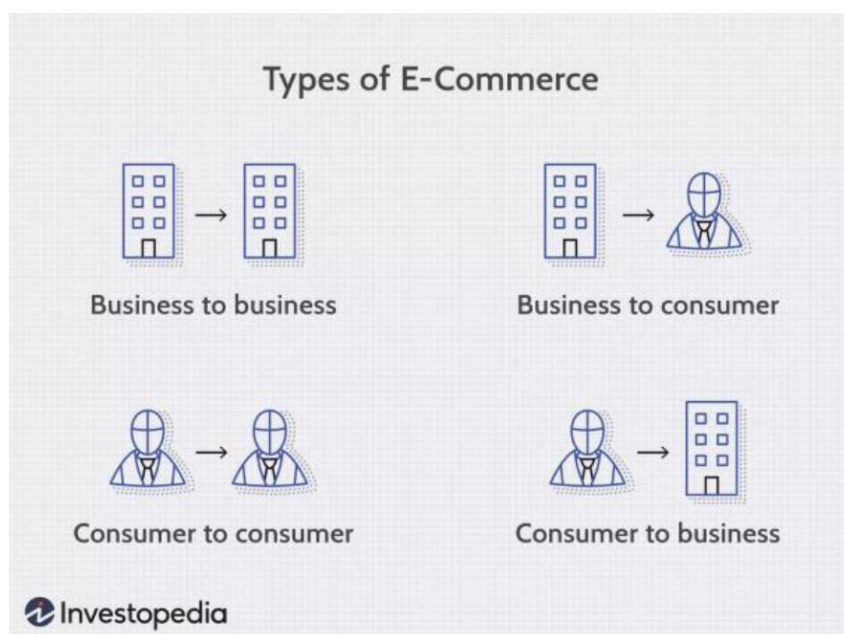 Types of E-Commerce
Business to business
Business to consumer
Consumer to consumer
Consumer to business
Investopedia